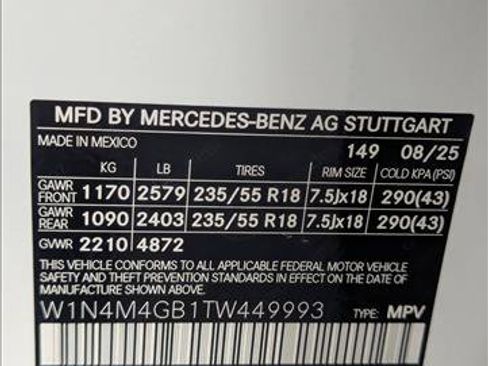 MFD BY MERCEDES-BENZ AG STUTTGART
MADE IN MEXICO 149 08/25
KG LB TIRES RIM SIZE COLD KPA (PSI)
GAWR FRONT 1170 2579 235/55 R18 7.5Jx18 290(43)
GAWR REAR 1090 2403 235/55 R18 7.5Jx18 290(43)
GVWR 2210 4872
THIS VEHICLE CONFORMS TO ALL APPLICABLE FEDERAL MOTOR VEHICLE
SAFETY AND THEFT PREVENTION STANDARDS IN EFFECT ON THE DATE OF
MANUFACTURE SHOWN ABOVE.
W1N4M4GB1TW449993 TYPE: MPV